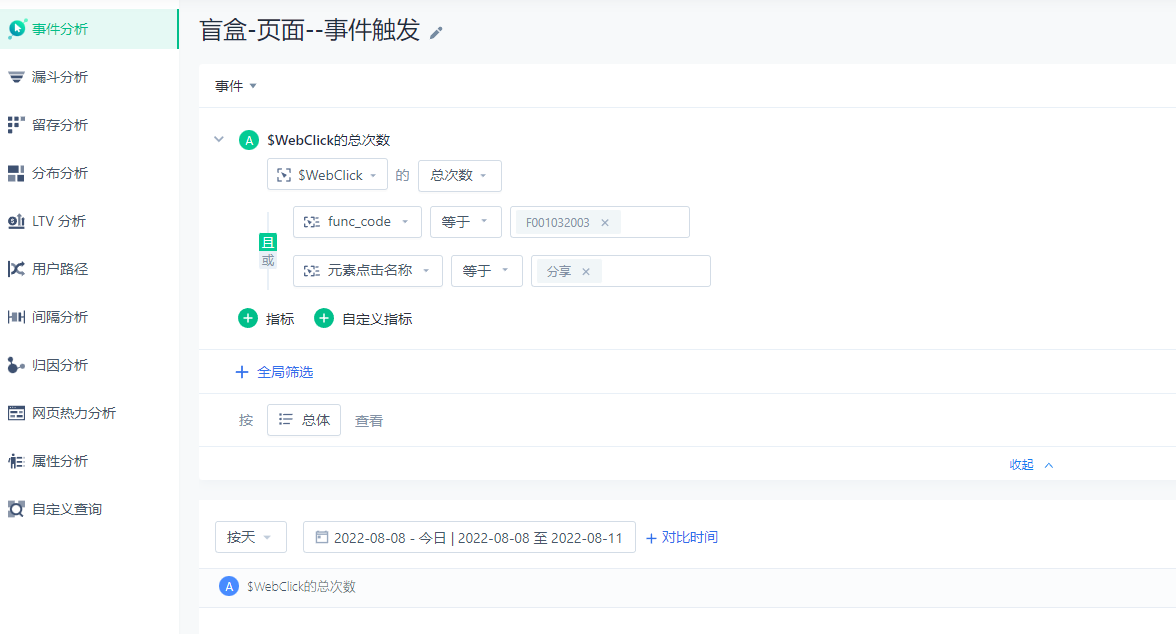 盲盒-页面--事件触发
事件分析
漏斗分析
留存分析
分布分析
LTV 分析
用户路径
间隔分析
归因分析
网页热力分析
属性分析
自定义查询
事件
A $WebClick的总次数
$WebClick 的 总次数
且
或
func_code 等于 F001032003 ×
元素点击名称 等于 分享 ×
+ 指标 + 自定义指标
+ 全局筛选
按 总体 查看
收起
按天 2022-08-08 - 今日 | 2022-08-08 至 2022-08-11 + 对比时间
A $WebClick的总次数